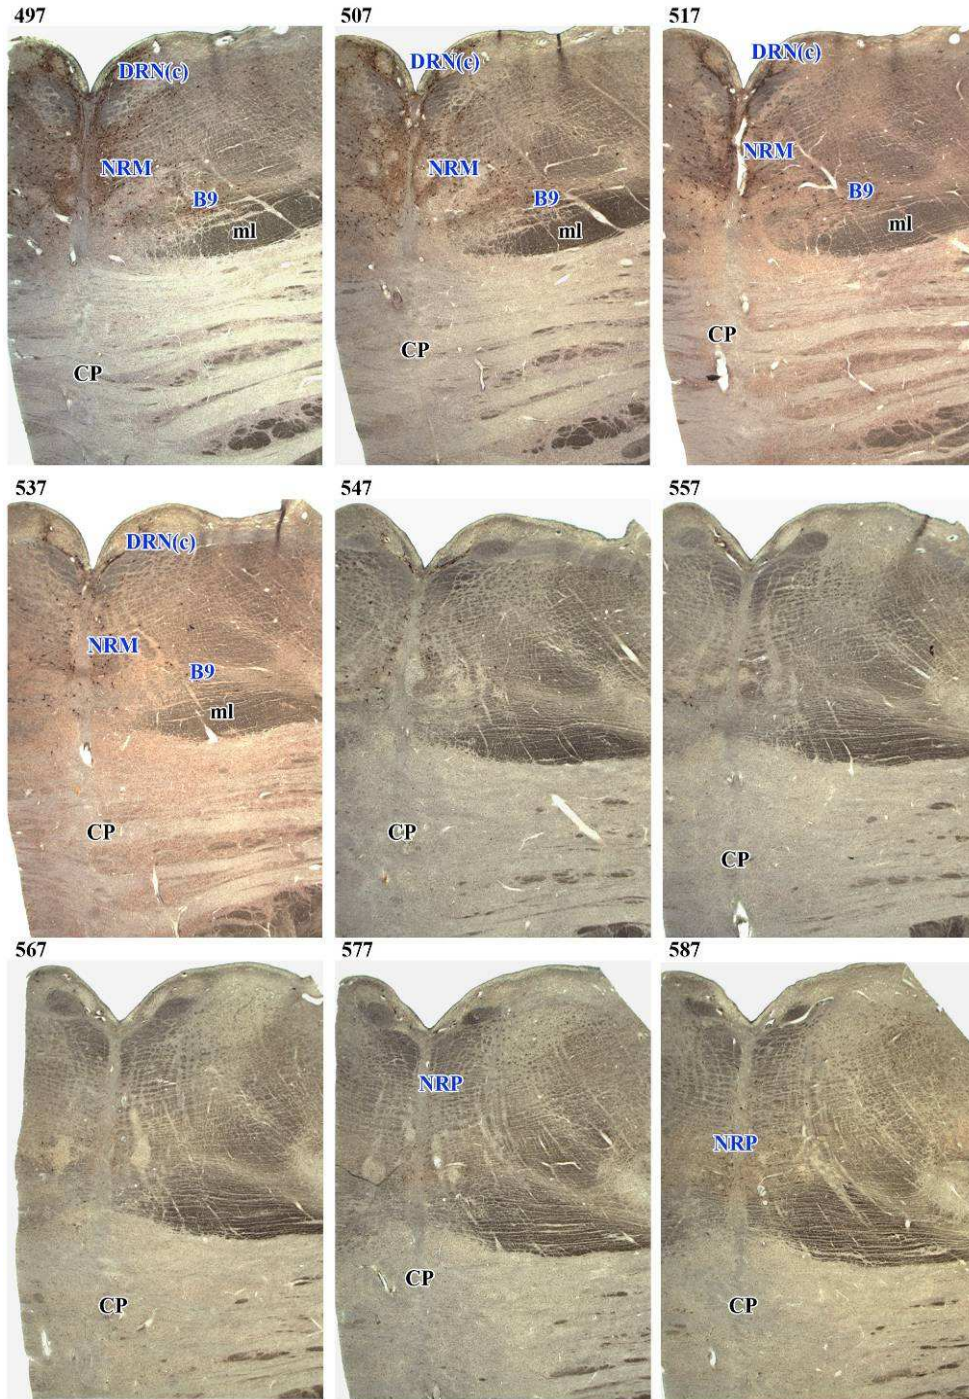 497
507
517
DRN(c)
DRN(c)
DRN(c)
NRM
NRM
NRM
B9
B9
B9
ml
ml
ml
CP
CP
CP
537
547
557
DRN(c)
NRM
B9
ml
CP
CP
CP
567
577
587
NRP
NRP
CP
CP
CP